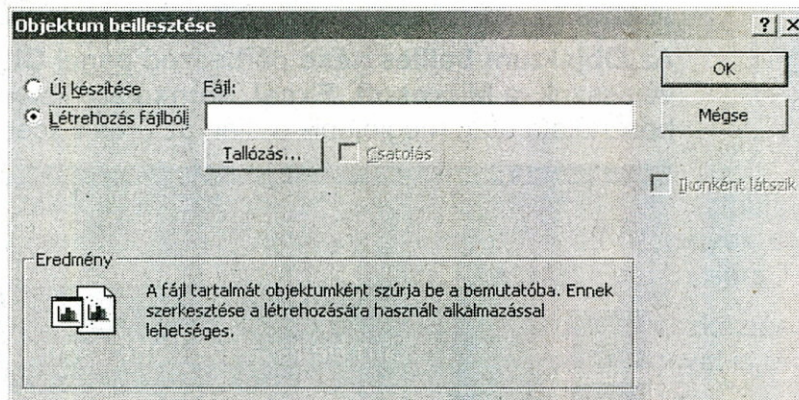 Objektum beillesztése
Új készítése
Létrehozás fájlból
Fájl:
Tallózás...
Csatolás
OK
Mégse
Ikonként látszik
Eredmény
A fájl tartalmát objektumként szúrja be a bemutatóba. Ennek
szerkesztése a létrehozására használt alkalmazással
lehetséges.